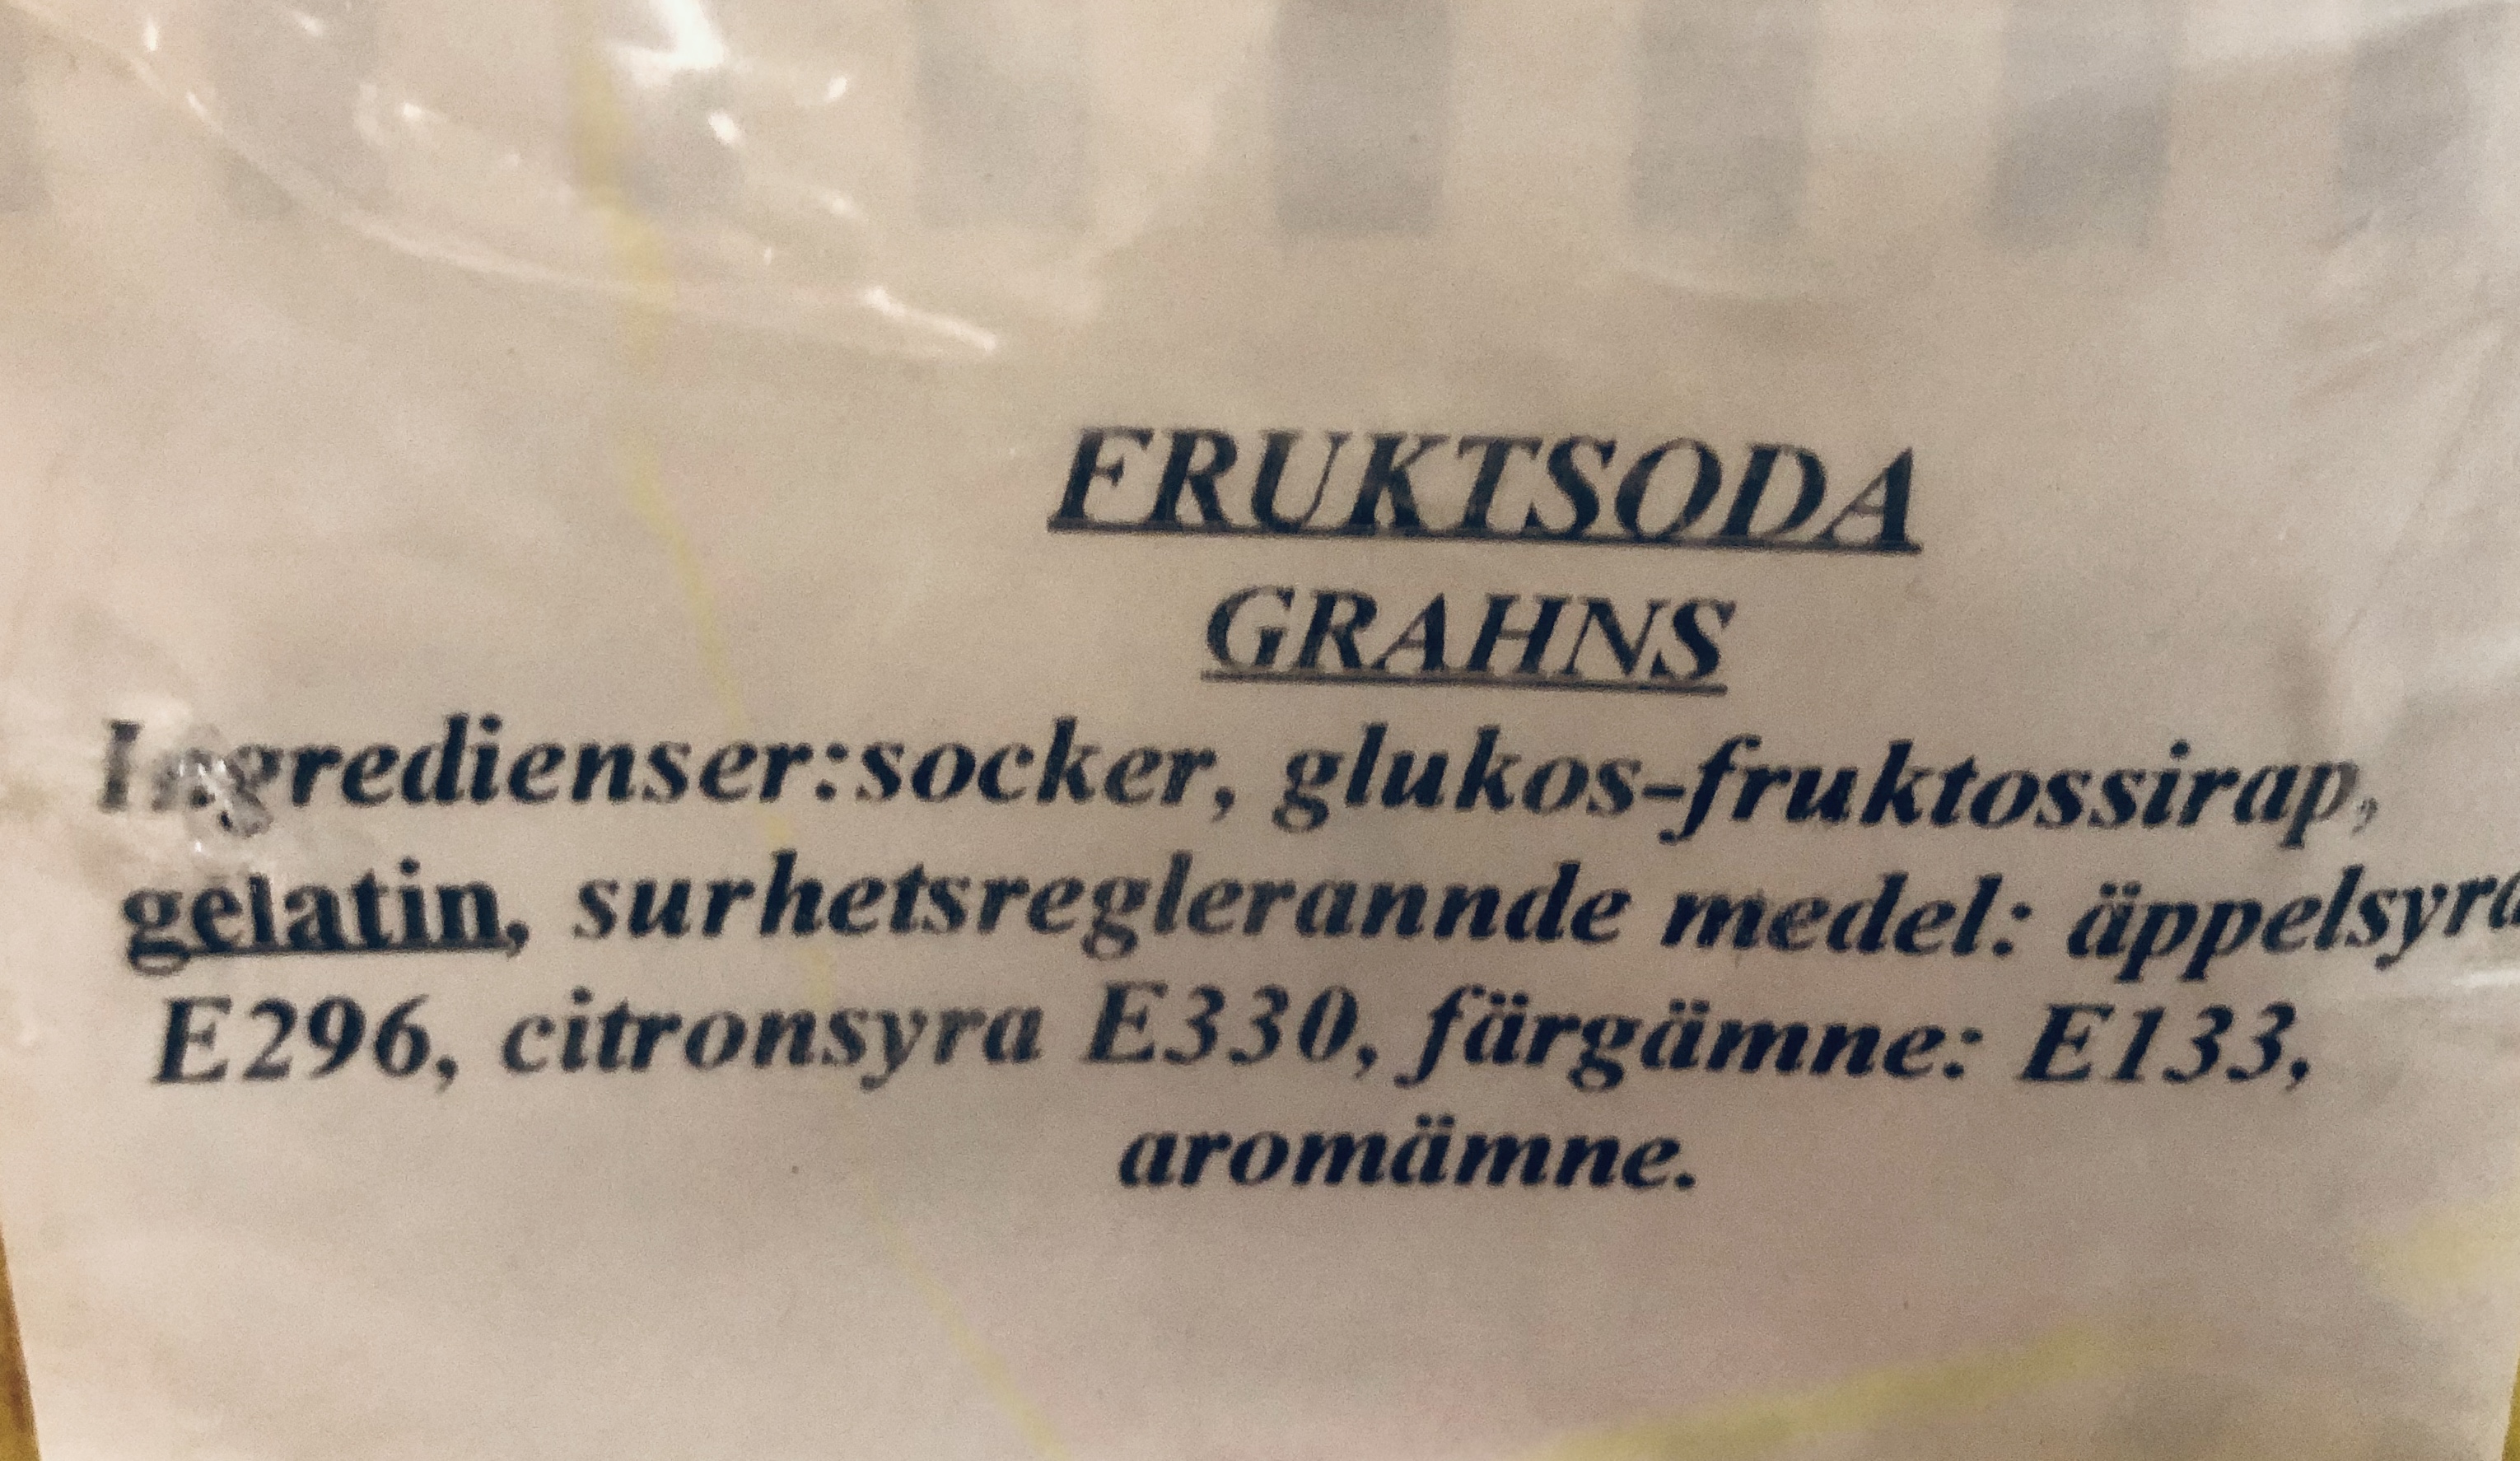 FRUKTSODA
GRAHNS
Ingredienser:socker, glukos-fruktossirap,
gelatin, surhetsreglerannde medel: äppelsyra
E296, citronsyra E330, färgämne: E133,
aromämne.